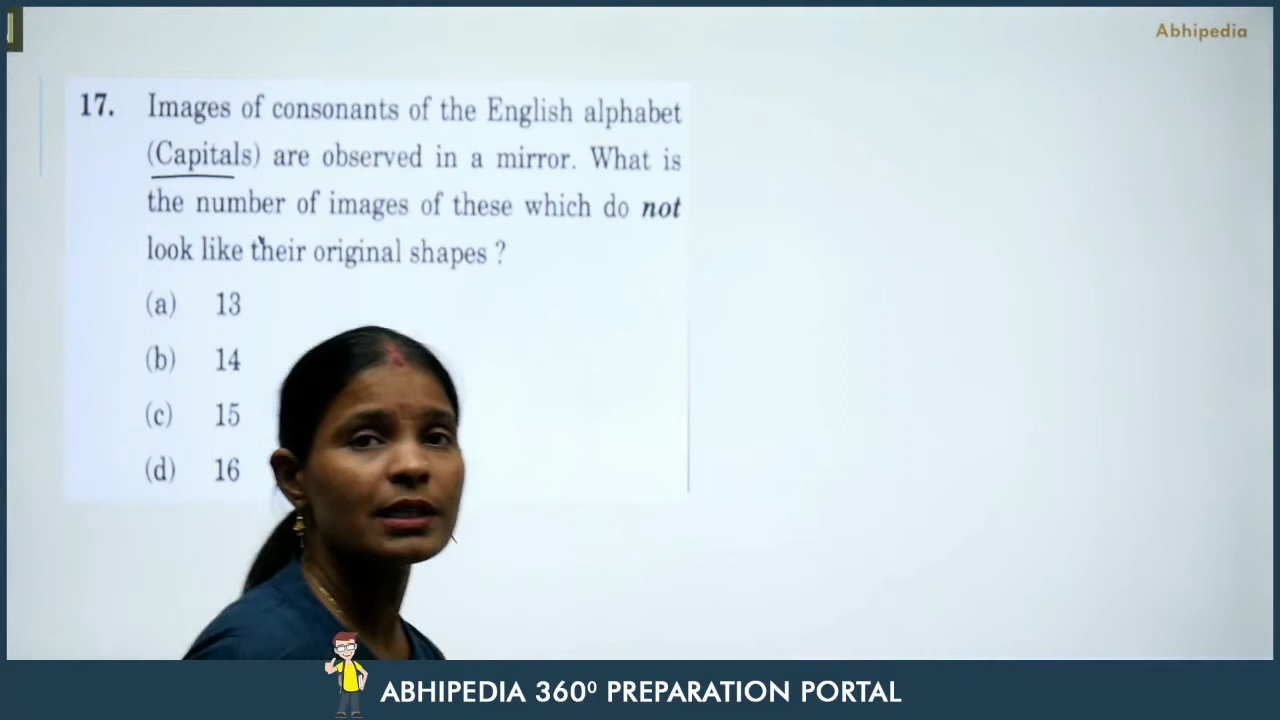 Abhipedia
17. Images of consonants of the English alphabet
(Capitals) are observed in a mirror. What is
the number of images of these which do not
look like their original shapes ?
(a) 13
(b) 14
(c) 15
(d) 16
ABHIPEDIA 360⁰ PREPARATION PORTAL